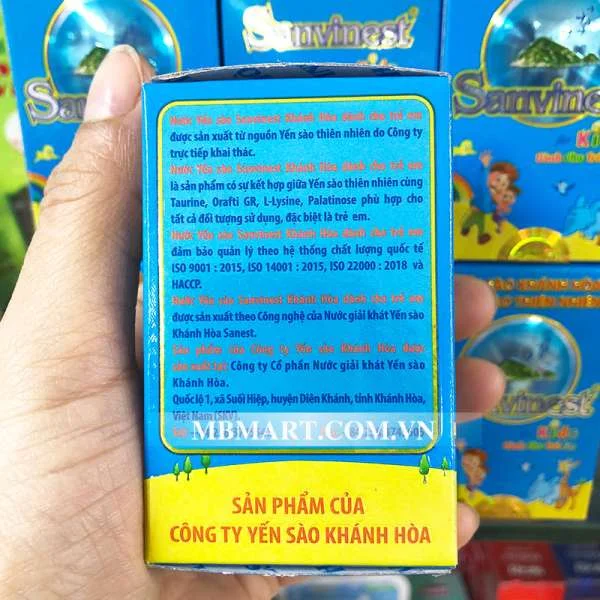 Sanvinest
Nước Yến sào Sanvinest Khánh Hòa dành cho trẻ em
được sản xuất từ nguồn Yến sào thiên nhiên do Công ty
trực tiếp khai thác.
Nước Yến sào Sanvinest Khánh Hòa dành cho trẻ em
là sản phẩm có sự kết hợp giữa Yến sào thiên nhiên cùng
Taurine, Orafti GR, L-Lysine, Palatinose phù hợp cho
tất cả đối tượng sử dụng, đặc biệt là trẻ em.
Nước Yến sào Sanvinest Khánh Hòa dành cho trẻ em
đảm bảo quản lý theo hệ thống chất lượng quốc tế
ISO 9001 : 2015, ISO 14001 : 2015, ISO 22000 : 2018 và
HACCP.
Nước Yến sào Sanvinest Khánh Hòa dành cho trẻ em
được sản xuất theo Công nghệ của Nước giải khát Yến sào
Khánh Hòa Sanest.
Sản phẩm của Công ty Yến sào Khánh Hòa được
sản xuất tại: Công ty Cổ phần Nước giải khát Yến sào
Khánh Hòa.
Quốc lộ 1, xã Suối Hiệp, huyện Diên Khánh, tỉnh Khánh Hòa,
Việt Nam (SKV).
MBMART.COM.VN
SẢN PHẨM CỦA
CÔNG TY YẾN SÀO KHÁNH HÒA
Sanvinest